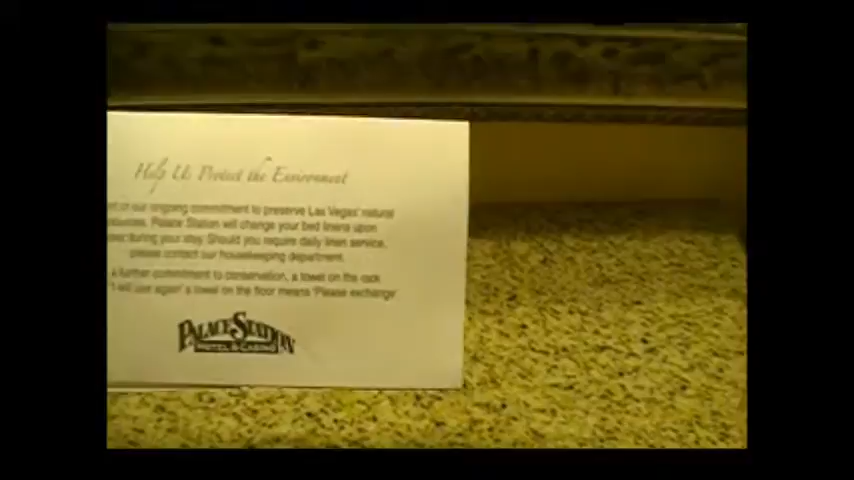 Help Us Protect the Environment
of our ongoing commitment to preserve Las Vegas' natural
Palace Station will change your bed linens upon
during your stay. Should you require daily linen service,
please contact our housekeeping department.
further commitment to conservation, a towel on the rack
"I will use again" a towel on the floor means "Please exchange"
PALACE STATION
HOTEL & CASINO